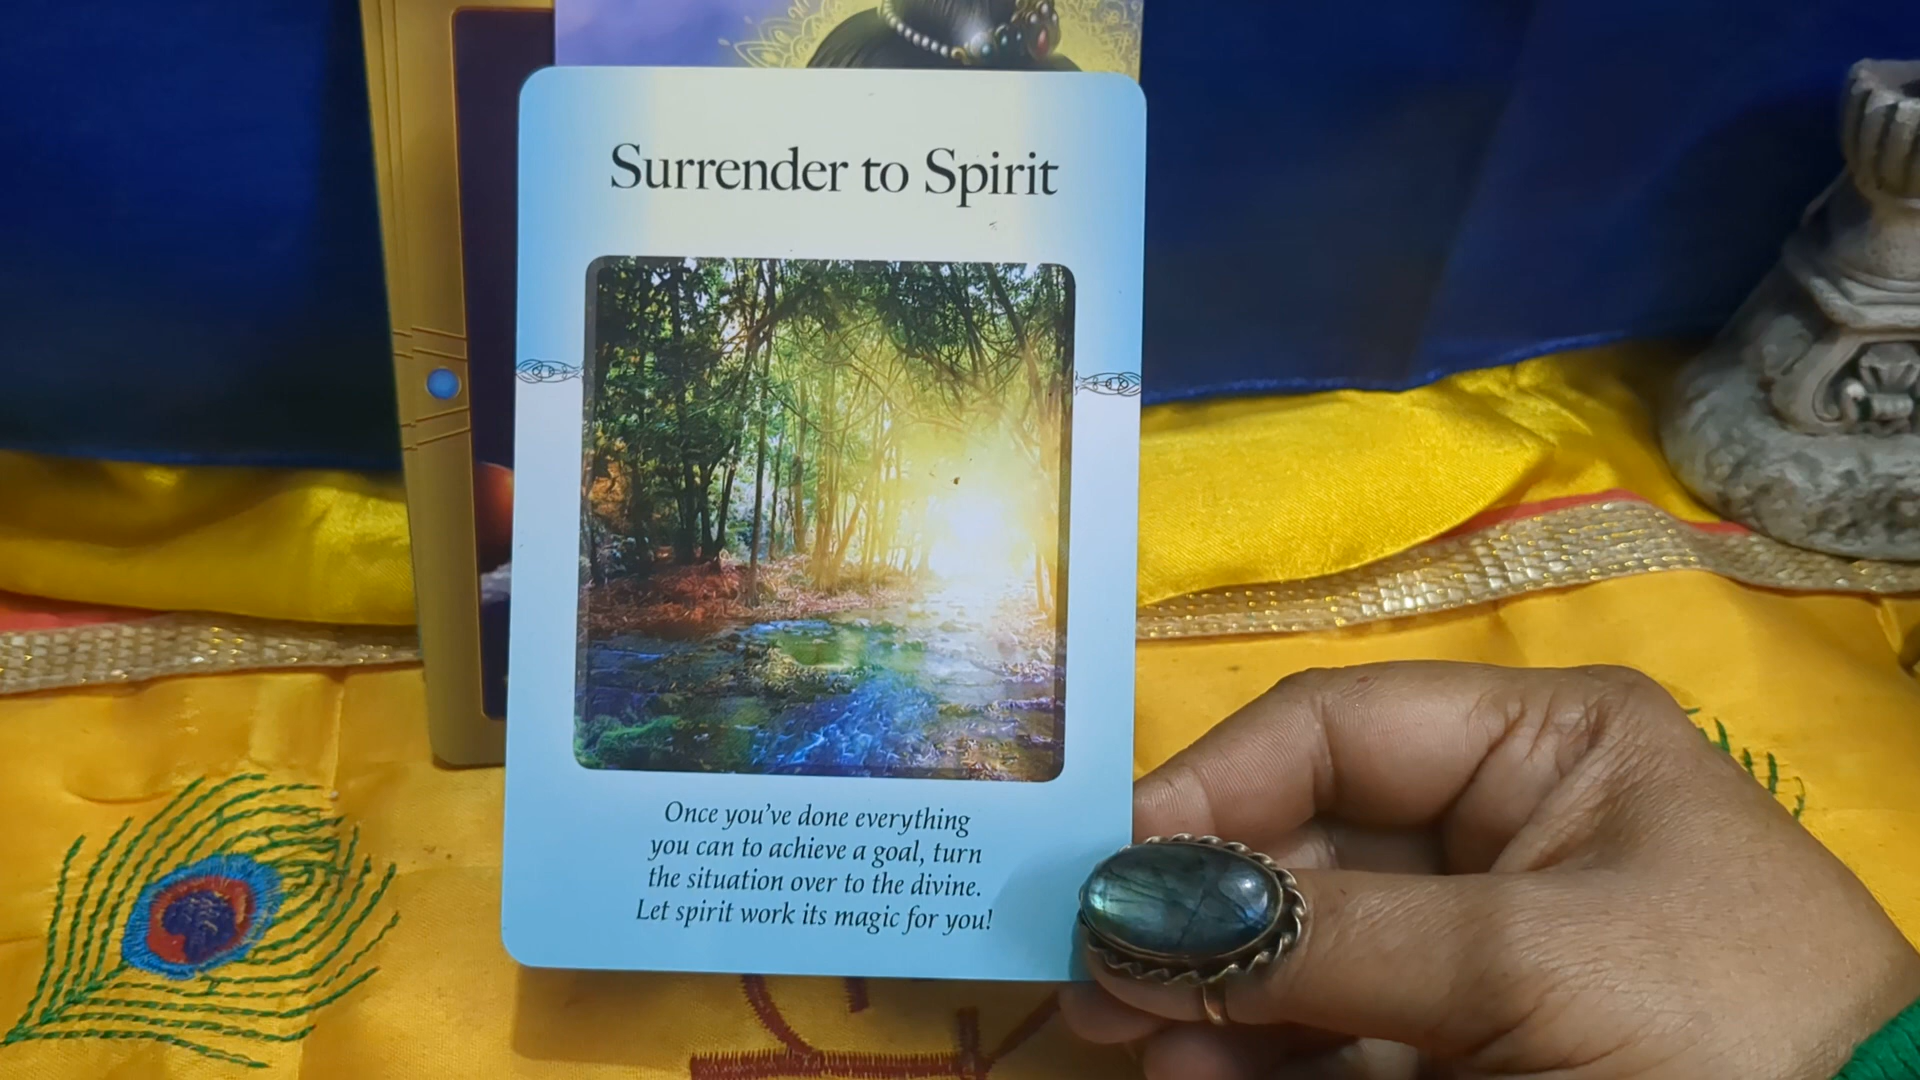 Surrender to Spirit
Once you've done everything
you can to achieve a goal, turn
the situation over to the divine.
Let spirit work its magic for you!